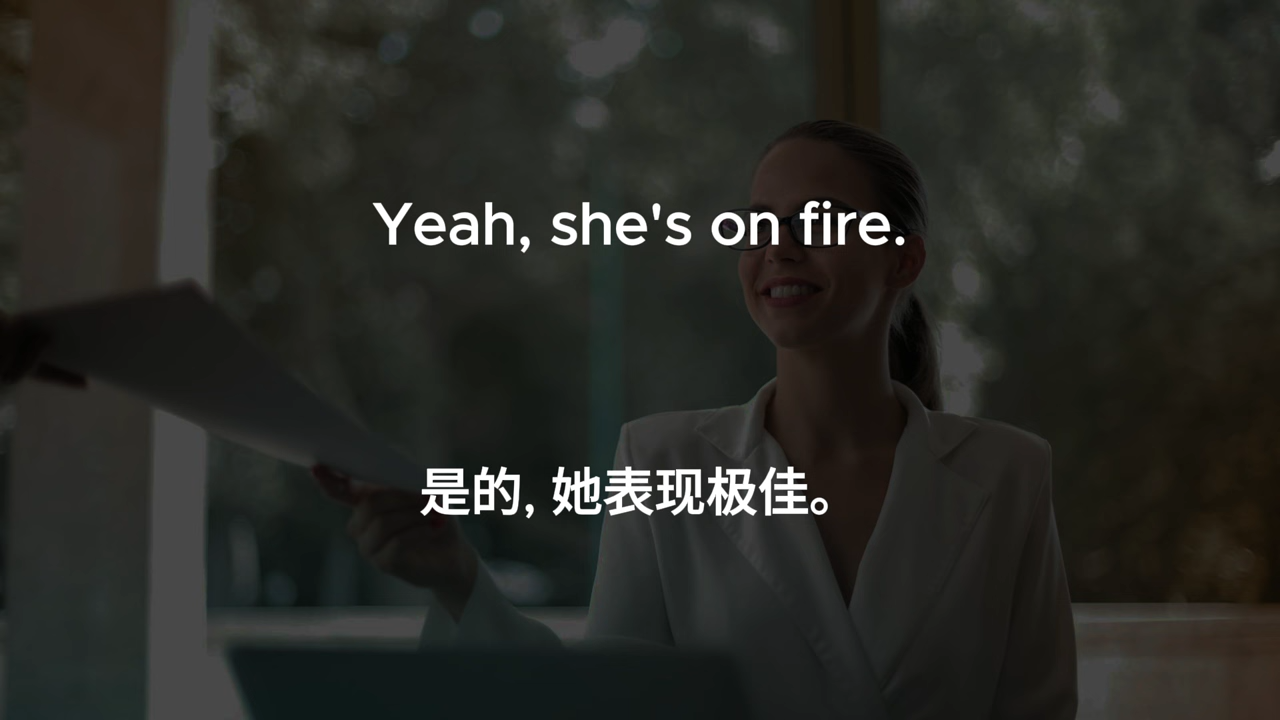 Yeah, she's on fire.
是的, 她表现极佳。